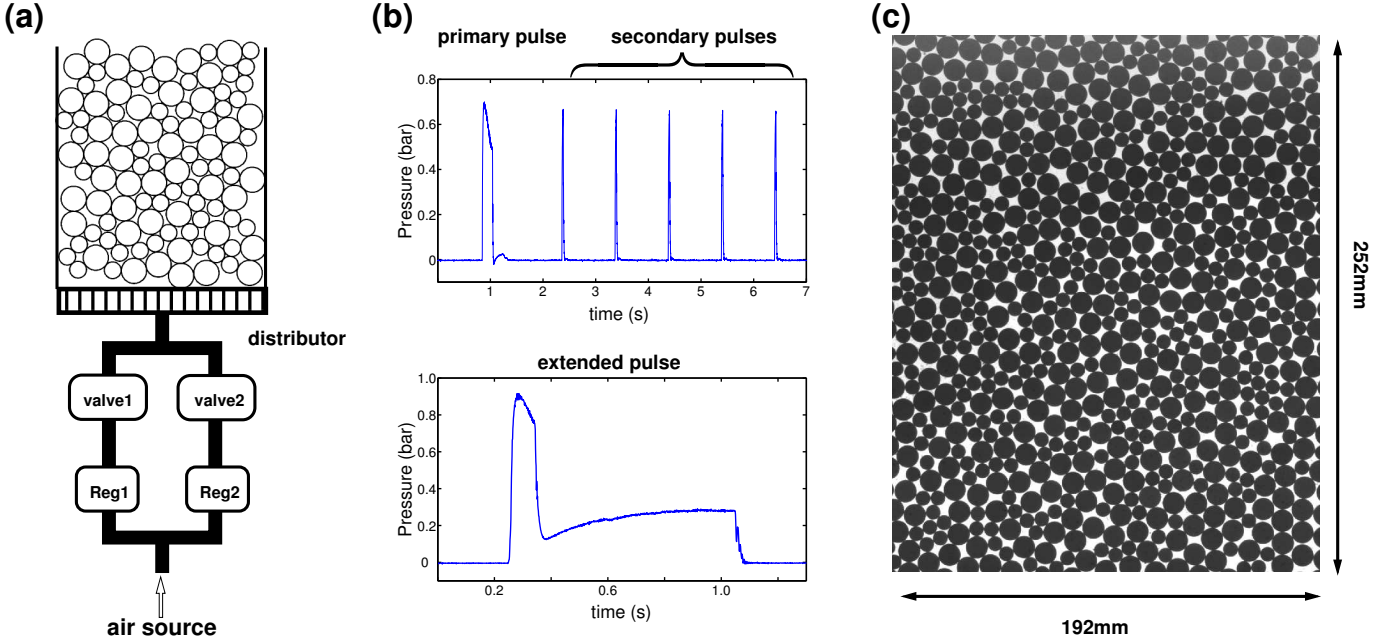 (a)
distributor
valve1
valve2
Reg1
Reg2
air source
(b)
primary pulse
secondary pulses
0.8
0.6
0.4
0.2
0
Pressure (bar)
1
2
3
4
5
6
7
time (s)
extended pulse
1.0
0.8
0.6
0.4
0.2
0
Pressure (bar)
0.2
0.6
1.0
time (s)
(c)
252mm
192mm